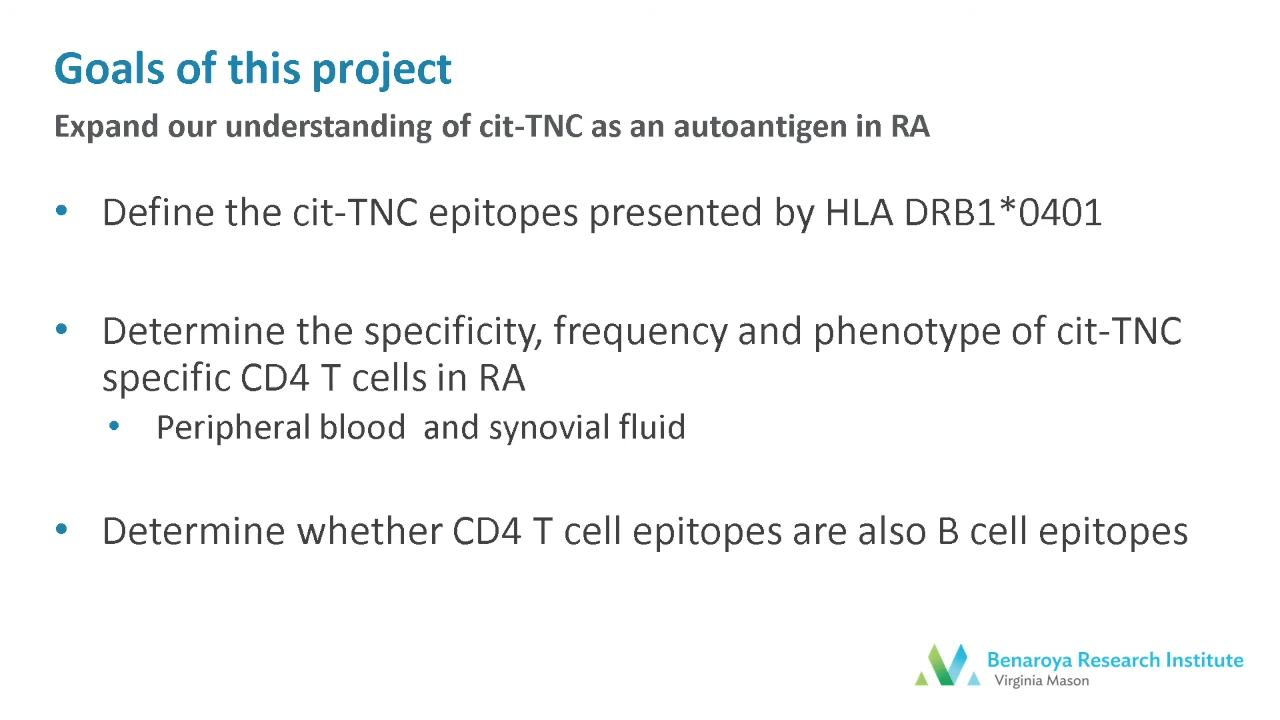 Goals of this project
Expand our understanding of cit-TNC as an autoantigen in RA
• Define the cit-TNC epitopes presented by HLA DRB1*0401
• Determine the specificity, frequency and phenotype of cit-TNC
specific CD4 T cells in RA
• Peripheral blood  and synovial fluid
• Determine whether CD4 T cell epitopes are also B cell epitopes
Benaroya Research Institute
Virginia Mason